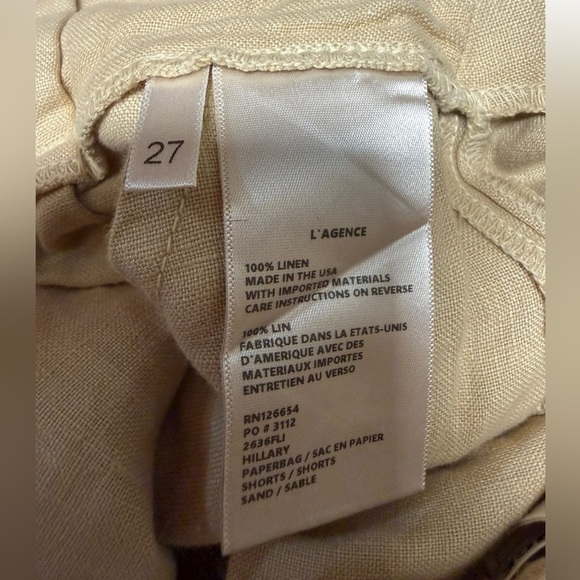 27
L'AGENCE
100% LINEN
MADE IN THE USA
WITH IMPORTED MATERIALS
CARE INSTRUCTIONS ON REVERSE
100% LIN
FABRIQUE DANS LA ETATS-UNIS
D'AMERIQUE AVEC DES
MATERIAUX IMPORTES
ENTRETIEN AU VERSO
RN126654
PO # 3112
2636FLI
HILLARY
PAPERBAG / SAC EN PAPIER
SHORTS / SHORTS
SAND / SABLE